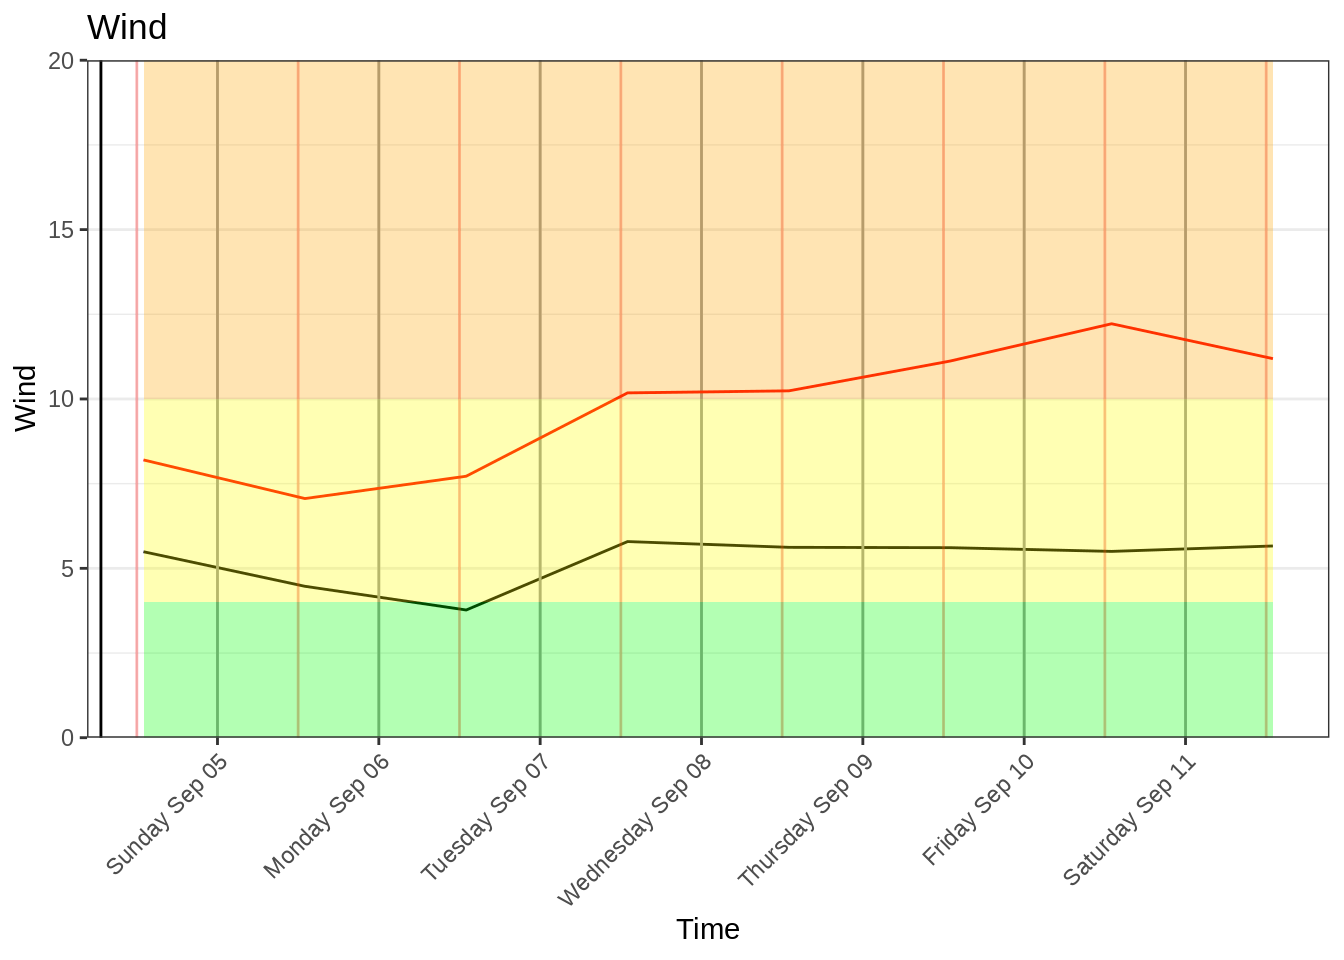 Wind
Wind
20
15
10
5
0
Sunday Sep 05
Monday Sep 06
Tuesday Sep 07
Wednesday Sep 08
Thursday Sep 09
Friday Sep 10
Saturday Sep 11
Time